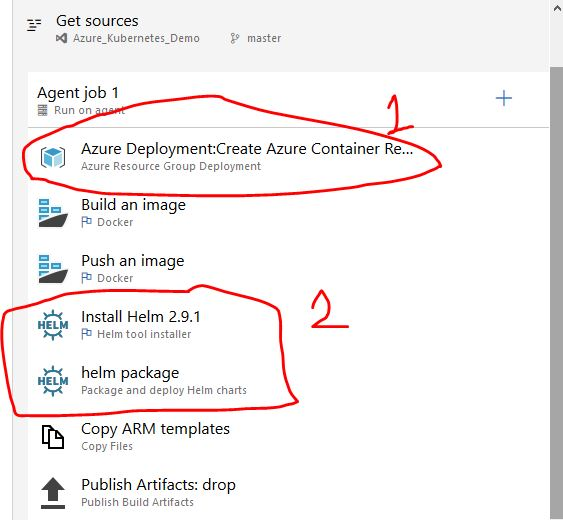 Get sources
Azure_Kubernetes_Demo master
Agent job 1
Run on agent
1
Azure Deployment:Create Azure Container Re...
Azure Resource Group Deployment
Build an image
Docker
Push an image
Docker
2
HELM Install Helm 2.9.1
Helm tool installer
HELM helm package
Package and deploy Helm charts
Copy ARM templates
Copy Files
Publish Artifacts: drop
Publish Build Artifacts